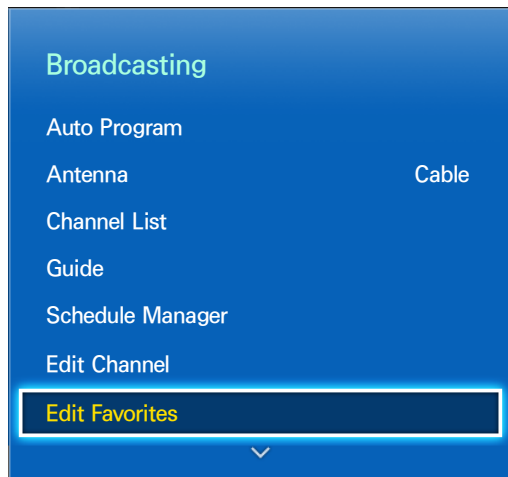 Broadcasting
Auto Program
Antenna Cable
Channel List
Guide
Schedule Manager
Edit Channel
Edit Favorites